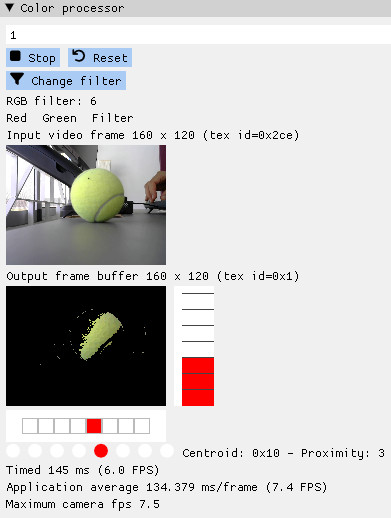 Color processor
1
Stop Reset
Change filter
RGB filter: 6
Red Green Filter
Input video frame 160 x 120 (tex id=0x2ce)
Output frame buffer 160 x 120 (tex id=0x1)
Centroid: 0x10 - Proximity: 3
Timed 145 ms (6.0 FPS)
Application average 134.379 ms/frame (7.4 FPS)
Maximum camera fps 7.5